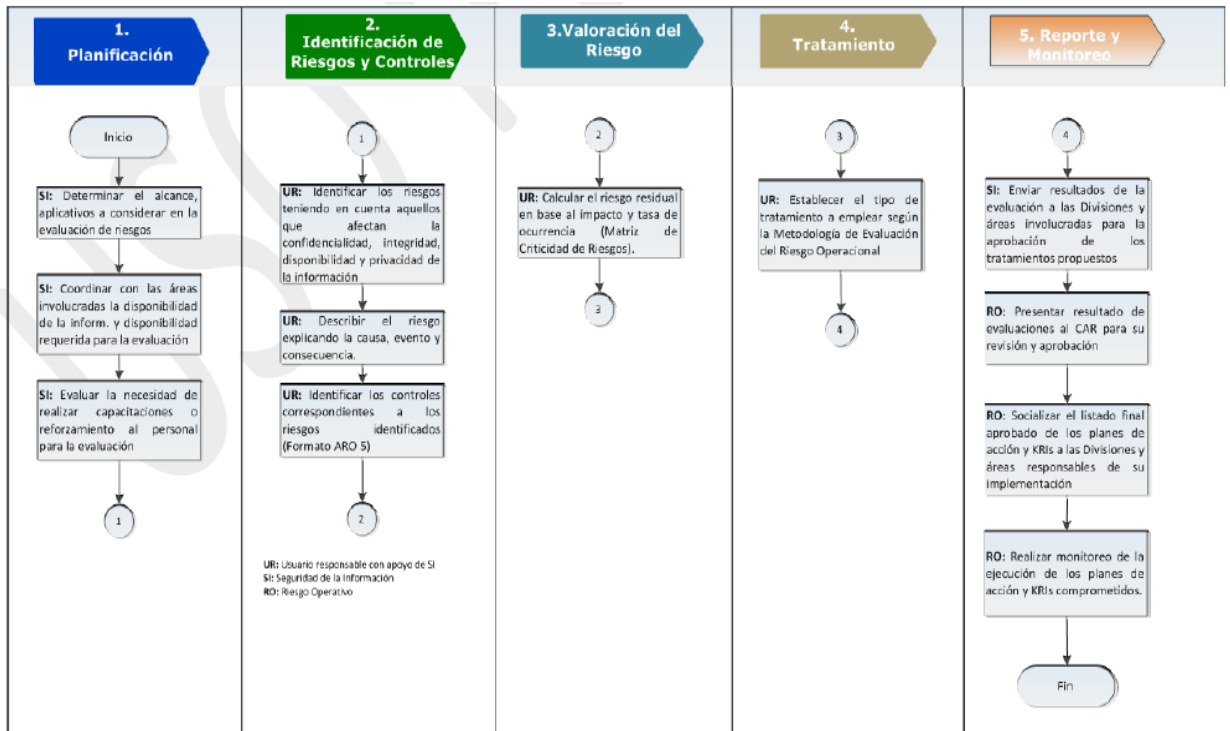 1.
Planificación
2.
Identificación de
Riesgos y Controles
3.Valoración del
Riesgo
4.
Tratamiento
5. Reporte y
Monitoreo
Inicio
SI: Determinar el alcance,
aplicativos a considerar en la
evaluación de riesgos
SI: Coordinar con las áreas
involucradas la disponibilidad
de la inform. y disponibilidad
requerida para la evaluación
SI: Evaluar la necesidad de
realizar capacitaciones o
reforzamiento al personal
para la evaluación
1
1
UR: Identificar los riesgos
teniendo en cuenta aquellos
que afectan la
confidencialidad, integridad,
disponibilidad y privacidad de
la información
UR: Describir el riesgo
explicando la causa, evento y
consecuencia.
UR: Identificar los controles
correspondientes a los
riesgos identificados
(Formato ARO 5)
2
UR: Usuario responsable con apoyo de SI
SI: Seguridad de la Información
RO: Riesgo Operativo
2
UR: Calcular el riesgo residual
en base al impacto y tasa de
ocurrencia (Matriz de
Criticidad de Riesgos).
3
3
UR: Establecer el tipo de
tratamiento a emplear según
la Metodología de Evaluación
del Riesgo Operacional
4
4
SI: Enviar resultados de la
evaluación a las Divisiones y
áreas involucradas para la
aprobación de los
tratamientos propuestos
RO: Presentar resultado de
evaluaciones al CAR para su
revisión y aprobación
RO: Socializar el listado final
aprobado de los planes de
acción y KRIs a las Divisiones y
áreas responsables de su
implementación
RO: Realizar monitoreo de la
ejecución de los planes de
acción y KRIs comprometidos.
Fin